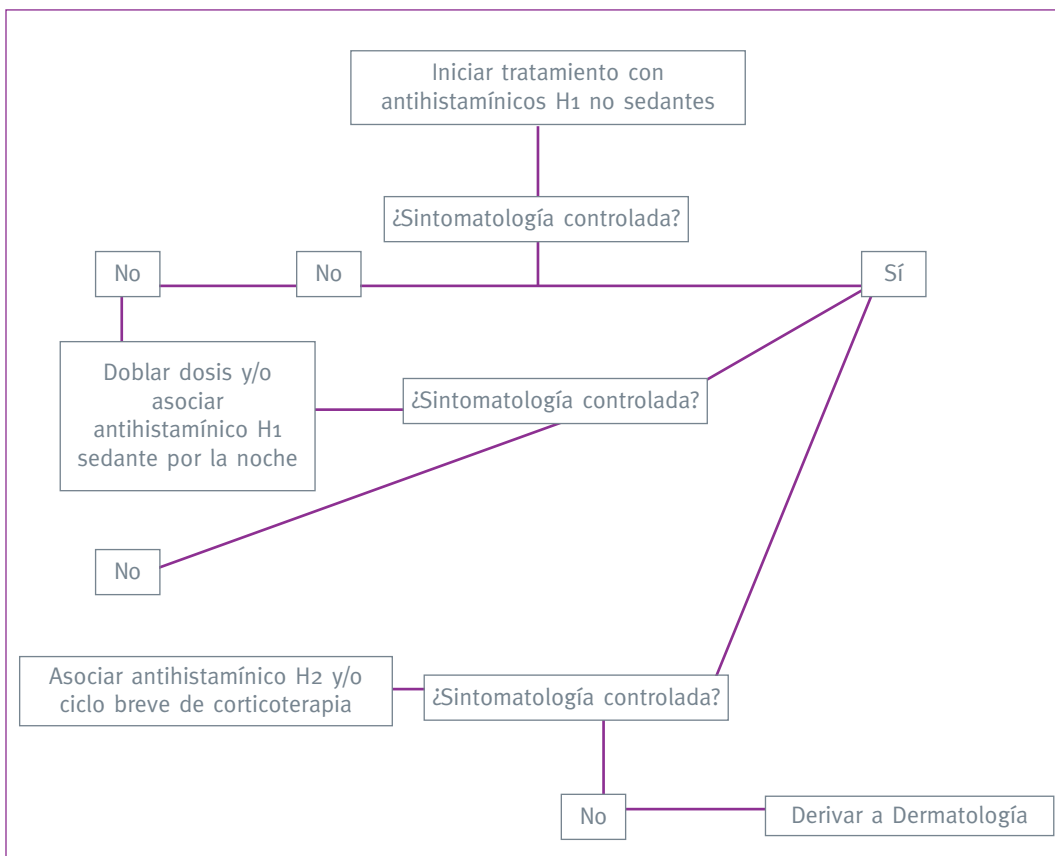 Iniciar tratamiento con
antihistamínicos H1 no sedantes
¿Sintomatología controlada?
No
No
Sí
Doblar dosis y/o
asociar
antihistamínico H1
sedante por la noche
¿Sintomatología controlada?
No
Asociar antihistamínico H2 y/o
ciclo breve de corticoterapia
¿Sintomatología controlada?
No
Derivar a Dermatología